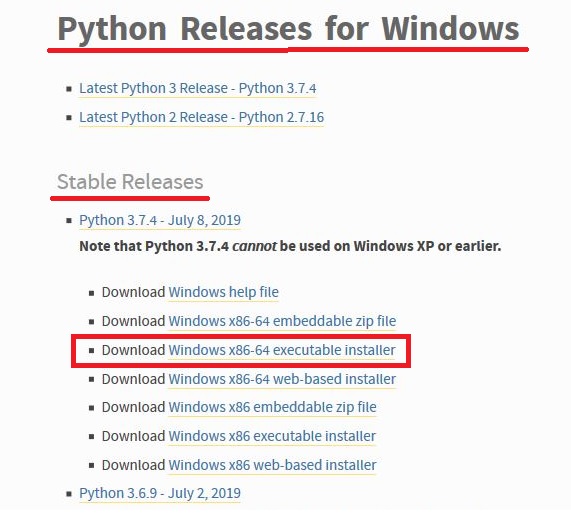 Python Releases for Windows
Latest Python 3 Release - Python 3.7.4
Latest Python 2 Release - Python 2.7.16
Stable Releases
Python 3.7.4 - July 8, 2019
Note that Python 3.7.4 cannot be used on Windows XP or earlier.
Download Windows help file
Download Windows x86-64 embeddable zip file
Download Windows x86-64 executable installer
Download Windows x86-64 web-based installer
Download Windows x86 embeddable zip file
Download Windows x86 executable installer
Download Windows x86 web-based installer
Python 3.6.9 - July 2, 2019